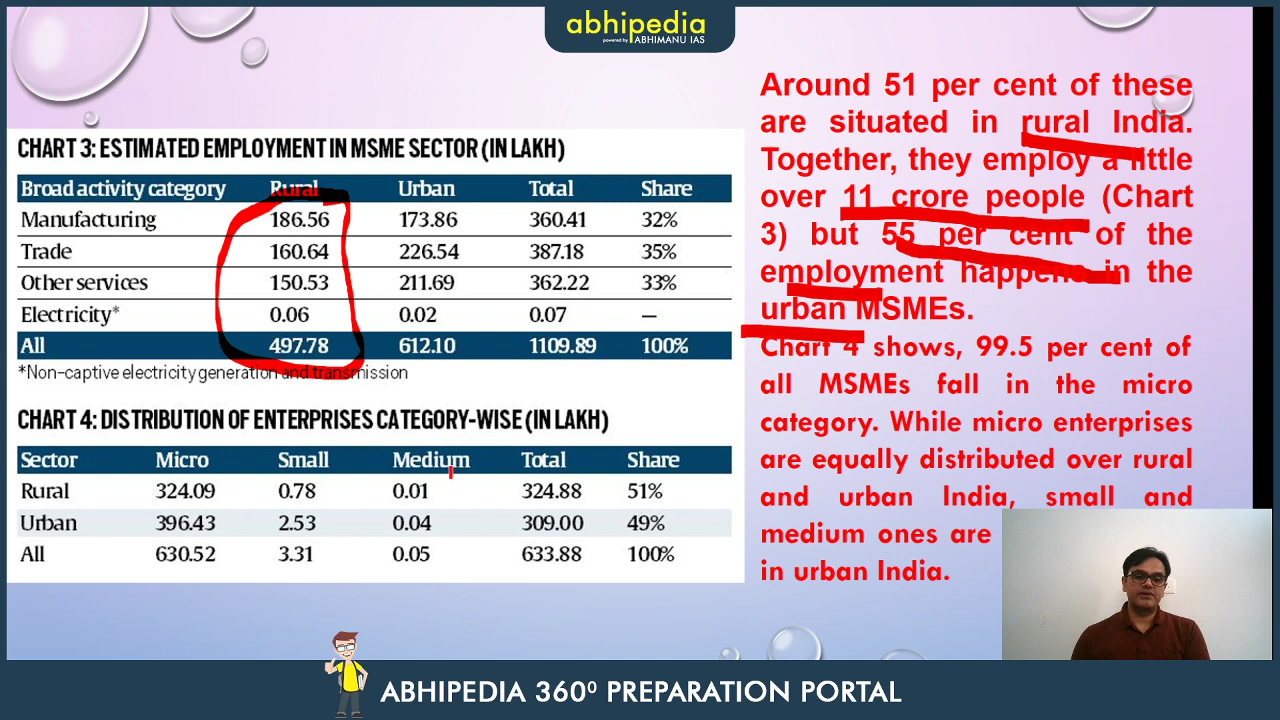 abhipedia
powered by ABHIMANU IAS
CHART 3: ESTIMATED EMPLOYMENT IN MSME SECTOR (IN LAKH)
Broad activity category Rural Urban Total Share
Manufacturing 186.56 173.86 360.41 32%
Trade 160.64 226.54 387.18 35%
Other services 150.53 211.69 362.22 33%
Electricity* 0.06 0.02 0.07 —
All 497.78 612.10 1109.89 100%
*Non-captive electricity generation and transmission
CHART 4: DISTRIBUTION OF ENTERPRISES CATEGORY-WISE (IN LAKH)
Sector Micro Small Medium Total Share
Rural 324.09 0.78 0.01 324.88 51%
Urban 396.43 2.53 0.04 309.00 49%
All 630.52 3.31 0.05 633.88 100%
Around 51 per cent of these
are situated in rural India.
Together, they employ a little
over 11 crore people (Chart
3) but 55 per cent of the
employment happens in the
urban MSMEs.
Chart 4 shows, 99.5 per cent of
all MSMEs fall in the micro
category. While micro enterprises
are equally distributed over rural
and urban India, small and
medium ones are
in urban India.
ABHIPEDIA 360⁰ PREPARATION PORTAL